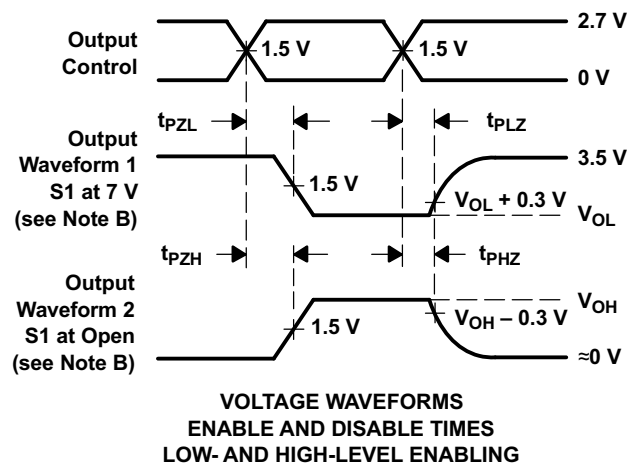 Output
Control
1.5 V
1.5 V
2.7 V
0 V
tPZL
tPLZ
Output
Waveform 1
S1 at 7 V
(see Note B)
1.5 V
3.5 V
VOL + 0.3 V
VOL
tPZH
tPHZ
Output
Waveform 2
S1 at Open
(see Note B)
1.5 V
VOH
VOH – 0.3 V
≈0 V
VOLTAGE WAVEFORMS
ENABLE AND DISABLE TIMES
LOW- AND HIGH-LEVEL ENABLING